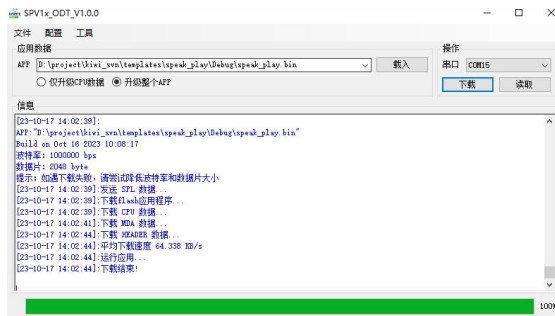 SPV1x_ODT_V1.0.0
文件 配置 工具
应用数据
APP D:\project\kiwi_svn\templates\speak_play\Debug\speak_play.bin 载入
仅升级CPU数据 升级整个APP
操作
串口 COM15
下载 读取
信息
[23-10-17 14:02:39]:
APP:"D:\project\kiwi_svn\templates\speak_play\Debug\speak_play.bin"
Build on Oct 16 2023 10:08:17
波特率: 1000000 bps
数据片: 2048 byte
提示: 如遇下载失败, 请尝试降低波特率和数据片大小
[23-10-17 14:02:39]:发送 SPL 数据...
[23-10-17 14:02:39]:下载flash应用程序...
[23-10-17 14:02:39]:下载 CPU 数据...
[23-10-17 14:02:41]:下载 MDA 数据...
[23-10-17 14:02:44]:下载 HEADER 数据...
[23-10-17 14:02:44]:平均下载速度 64.338 KB/s
[23-10-17 14:02:44]:运行应用...
[23-10-17 14:02:44]:下载结束!
100%